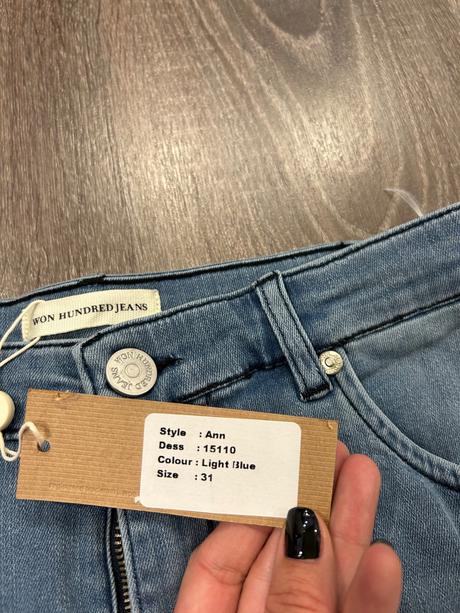 WON HUNDRED JEANS
WON HUNDRED JEANS
Style : Ann
Dess : 15110
Colour : Light Blue
Size : 31